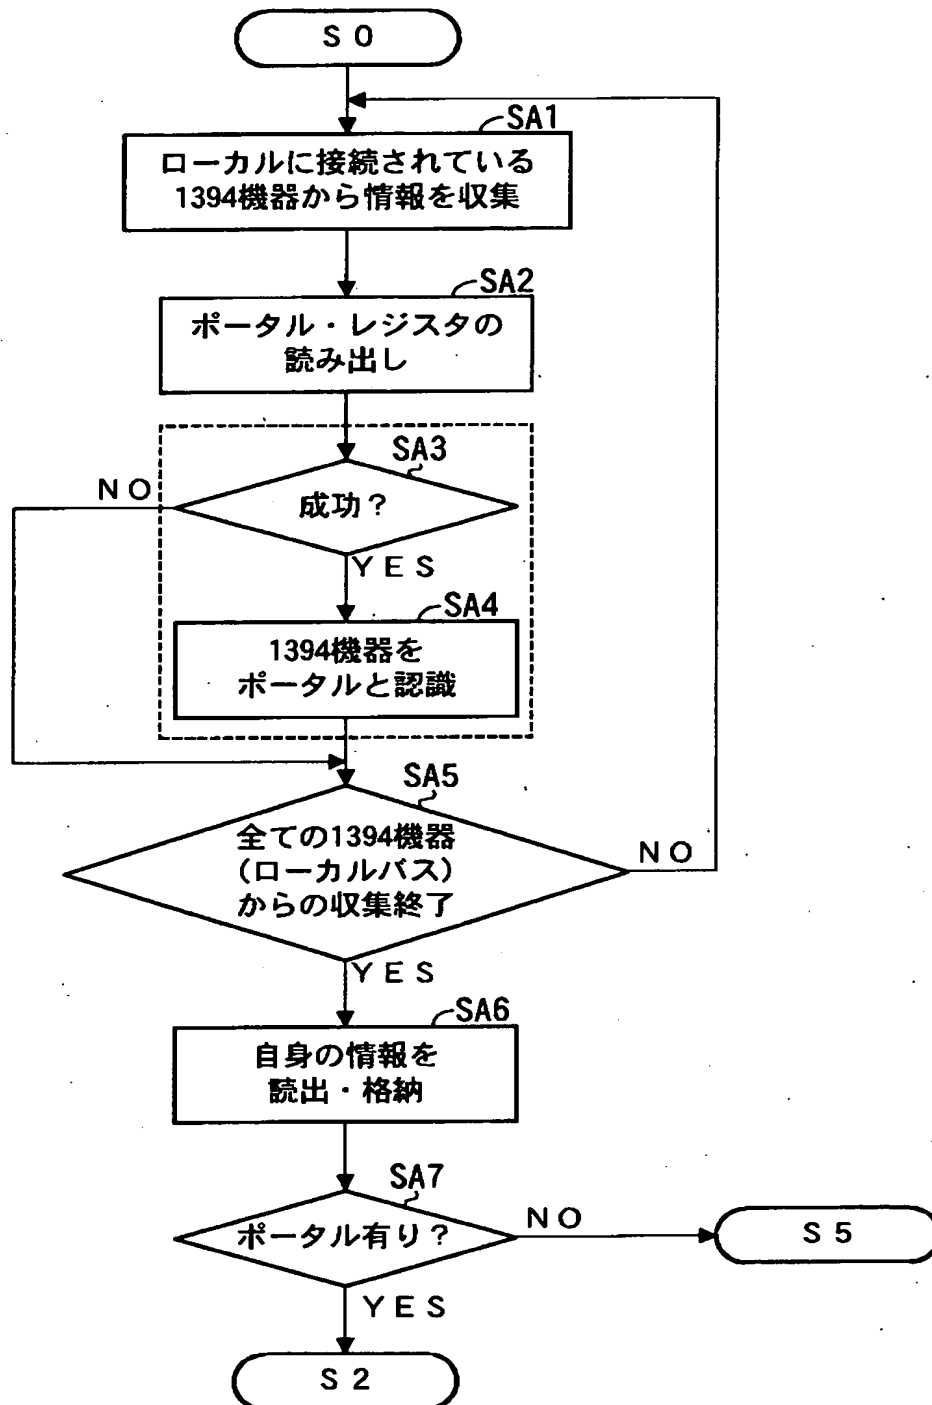 S 0
SA1
ローカルに接続されている
1394機器から情報を収集
SA2
ポータル・レジスタの
読み出し
SA3
NO
成功?
YES
SA4
1394機器を
ポータルと認識
SA5
全ての1394機器
(ローカルバス)
からの収集終了
NO
YES
SA6
自身の情報を
読出・格納
SA7
ポータル有り?
NO
S 5
YES
S 2